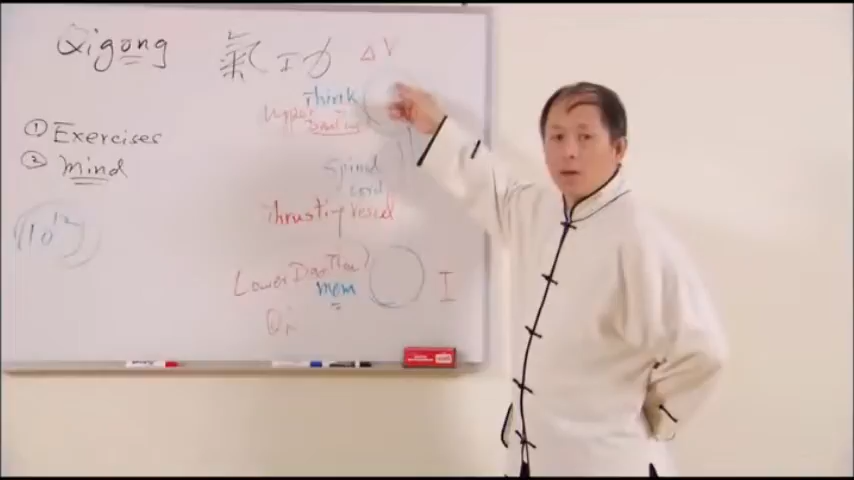 Qigong 氣功 ΔV
Think
Upper
① Exercises
② Mind
Spinal
cord
10¹²
Thrusting Vessel
Lower Dan Tian
mem
I
Qi